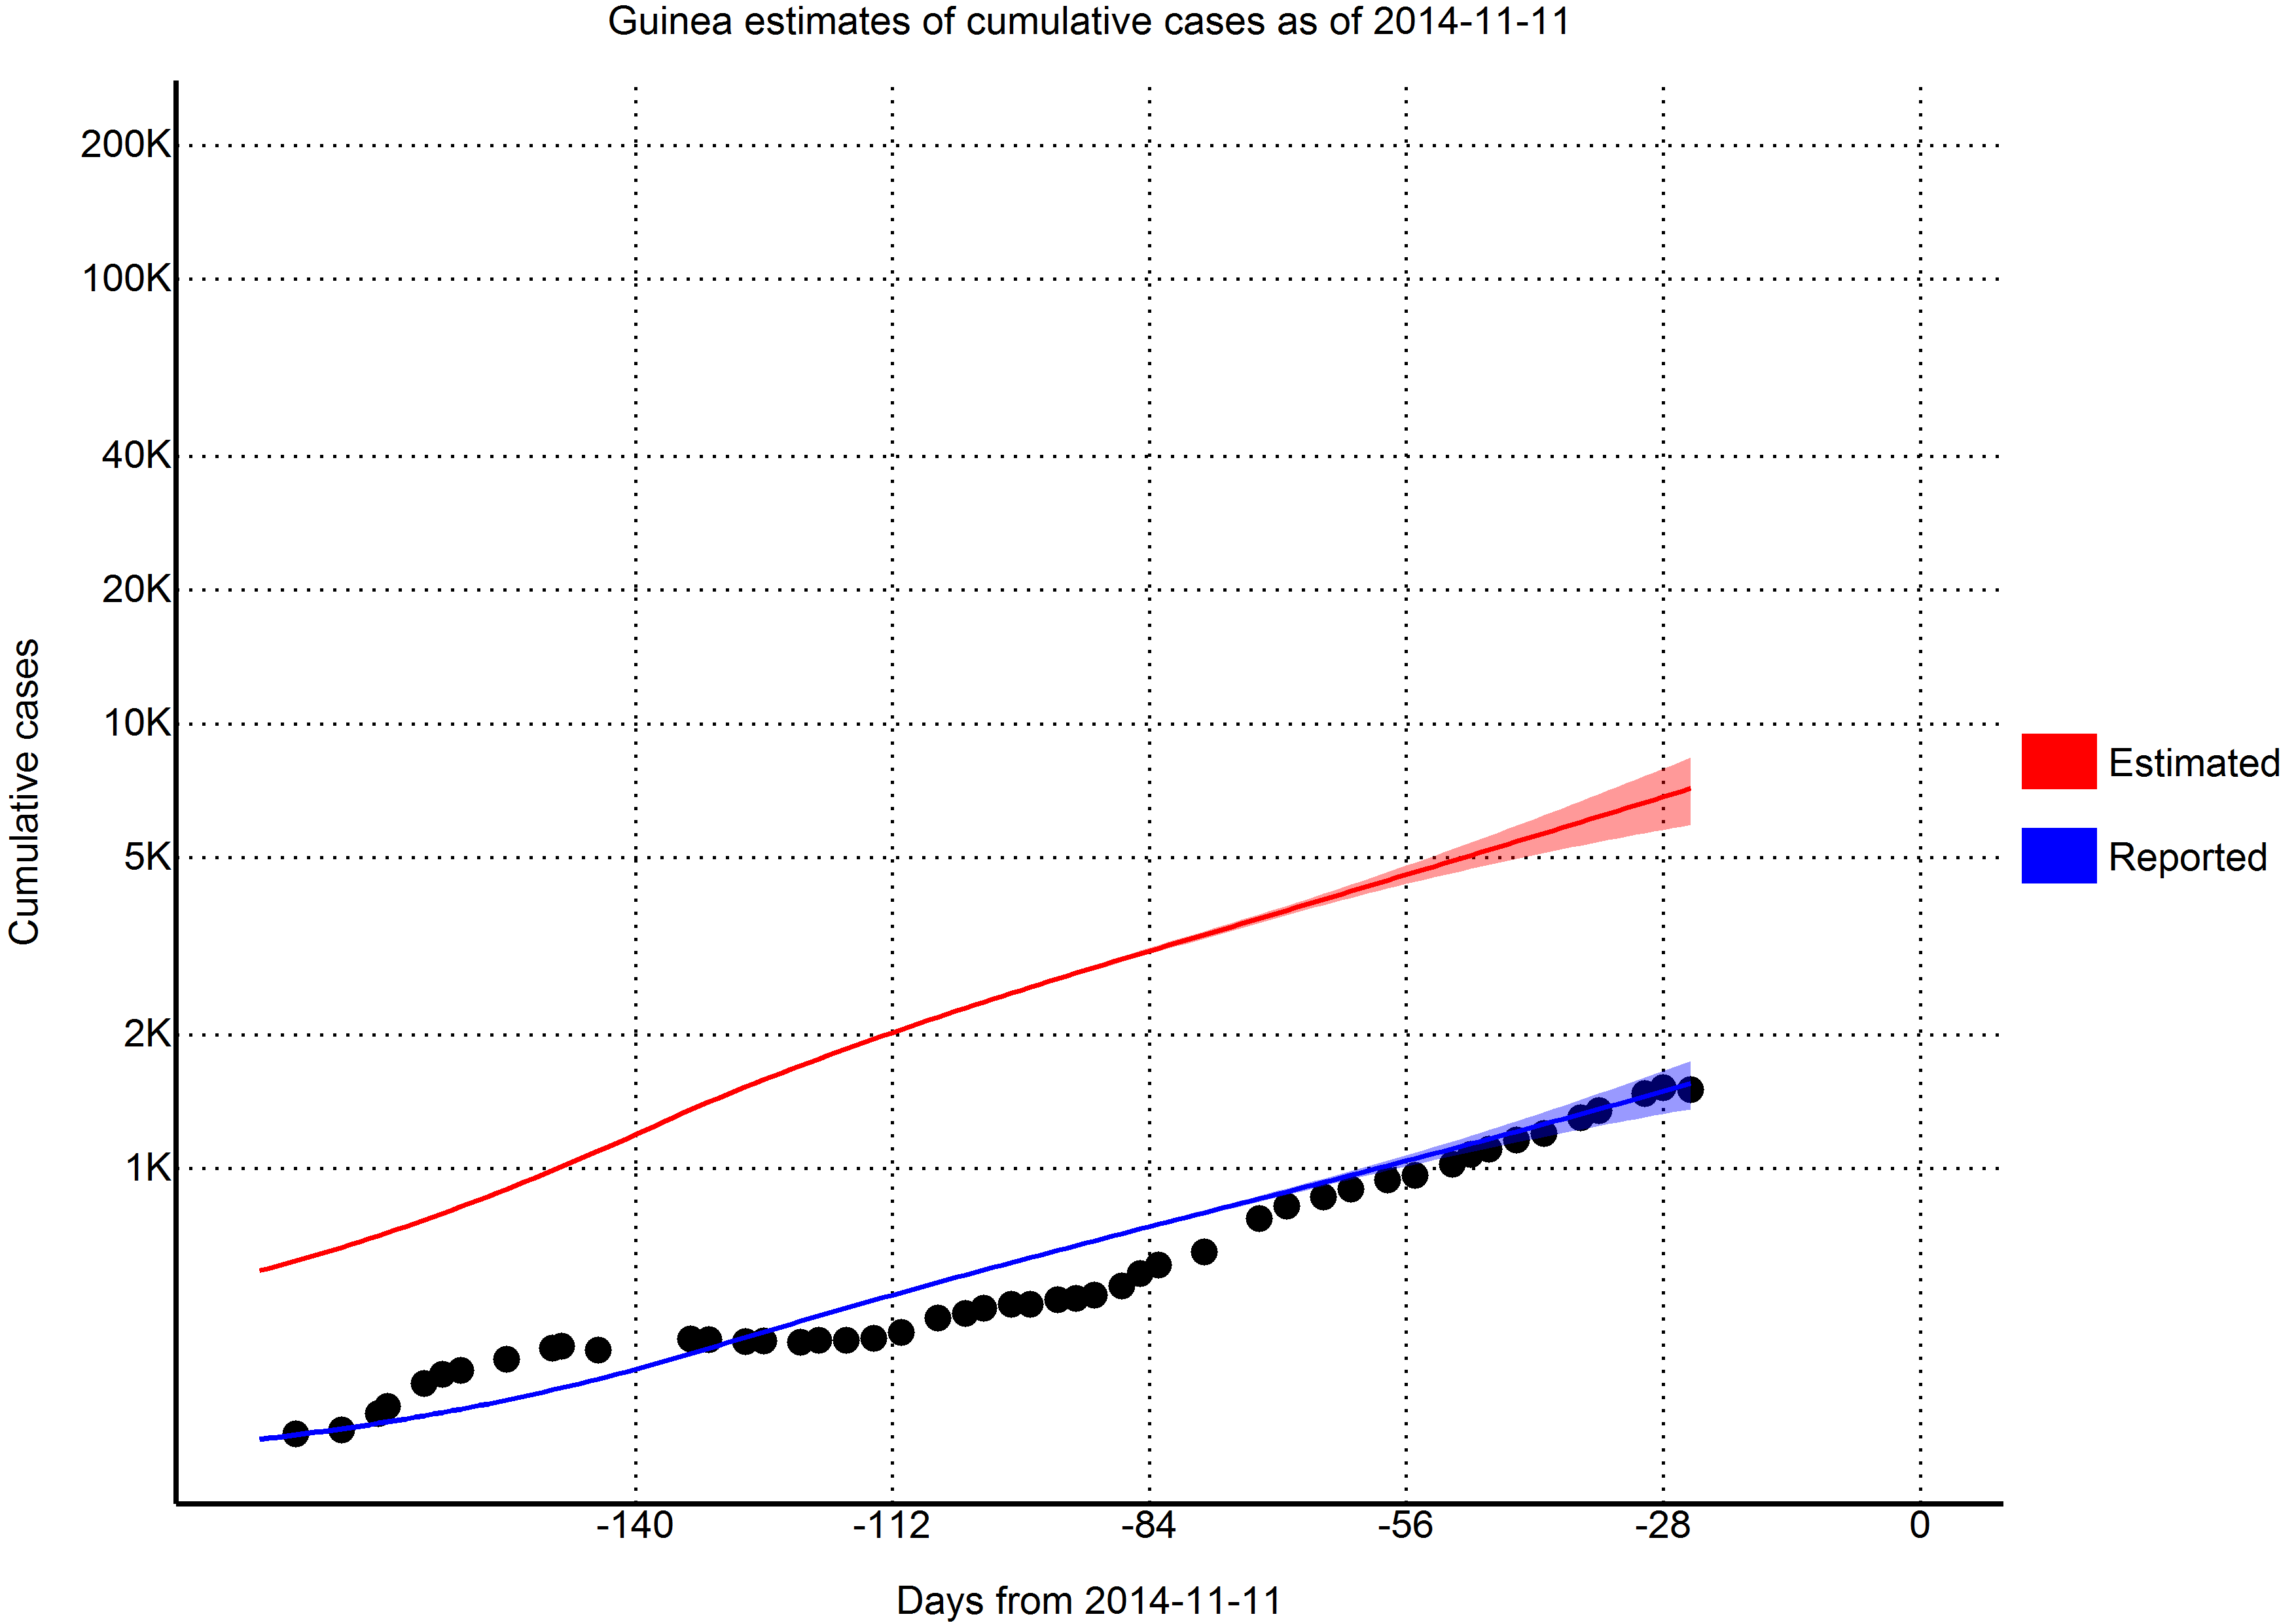 Guinea estimates of cumulative cases as of 2014-11-11
200K
100K
40K
20K
10K
5K
2K
1K
Cumulative cases
Estimated
Reported
-140 -112 -84 -56 -28 0
Days from 2014-11-11